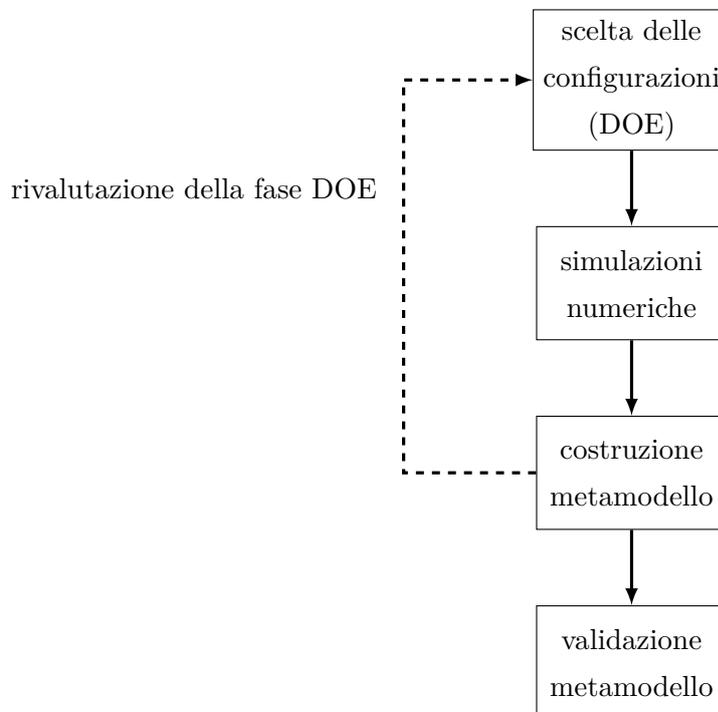 scelta delle
configurazioni
(DOE)
rivalutazione della fase DOE
simulazioni
numeriche
costruzione
metamodello
validazione
metamodello